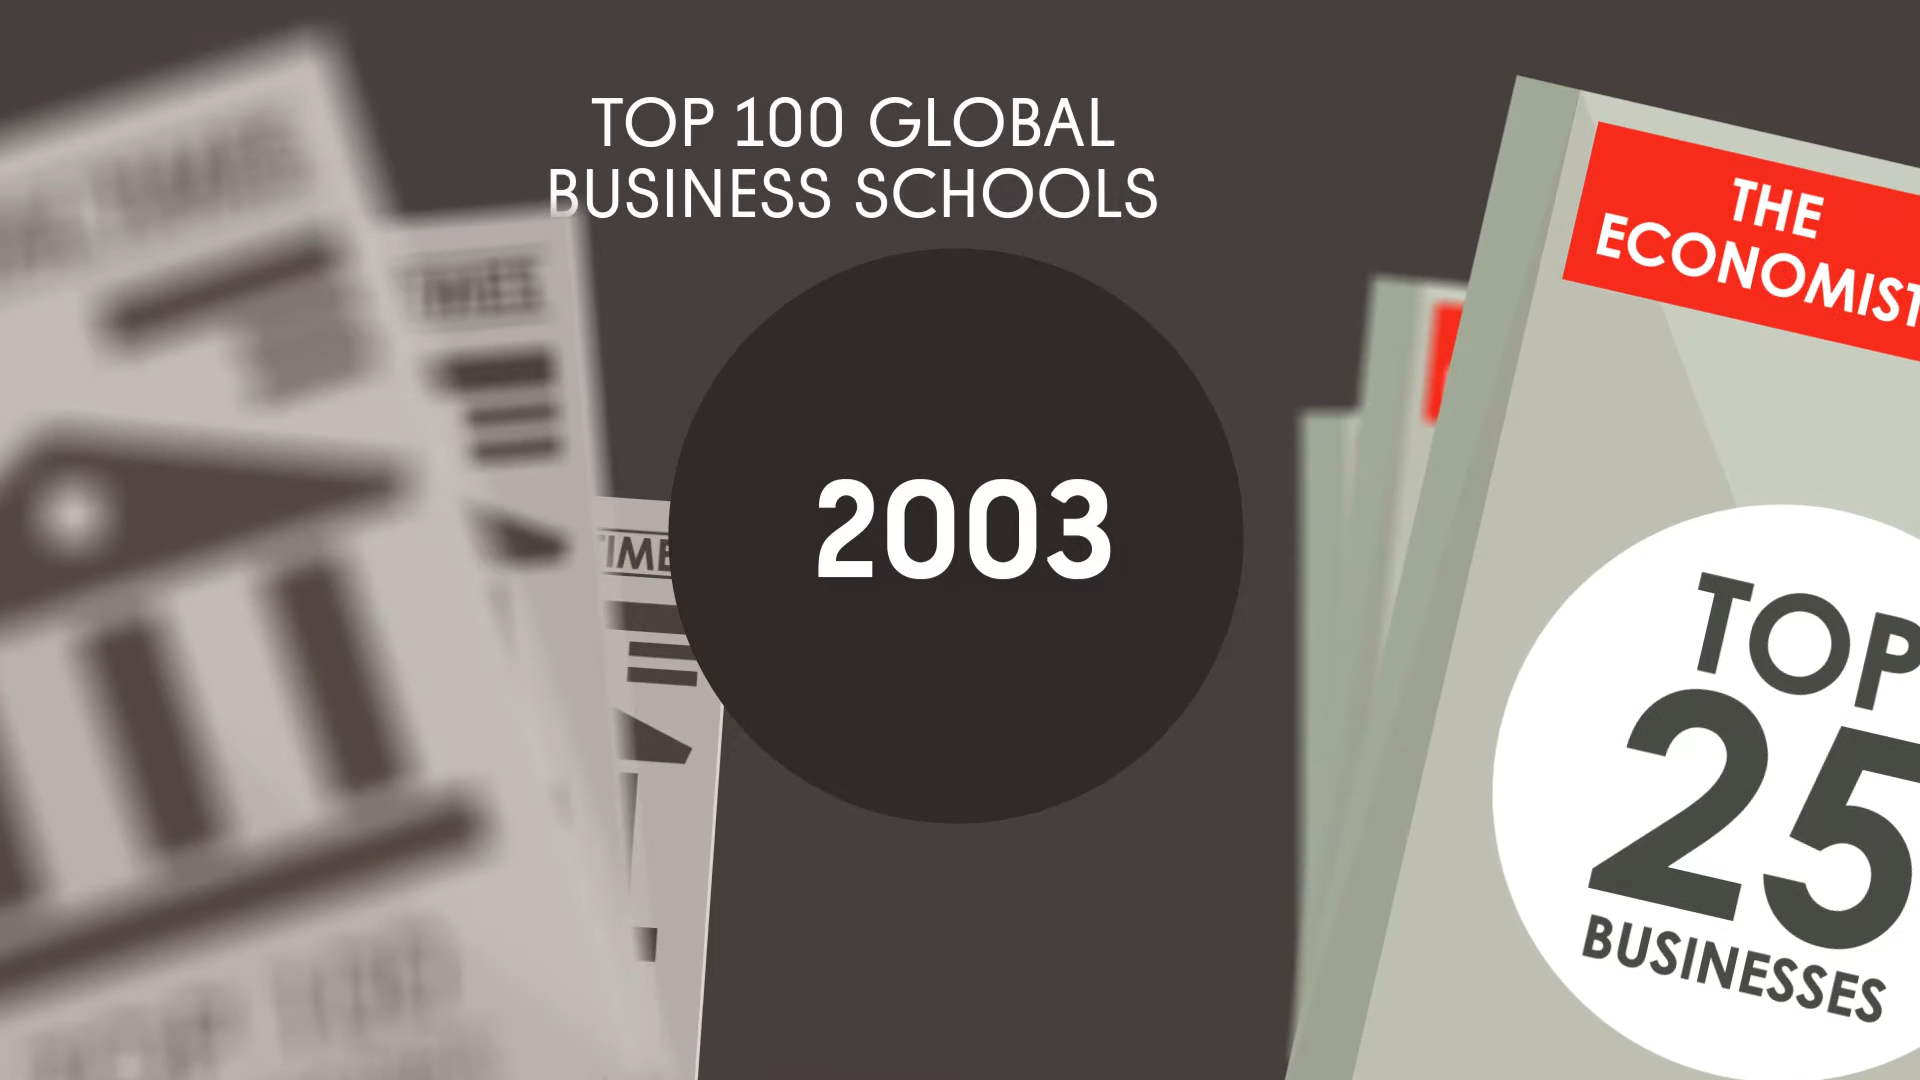 TOP 100 GLOBAL
BUSINESS SCHOOLS
2003
THE
ECONOMIST
TOP
25
BUSINESSES